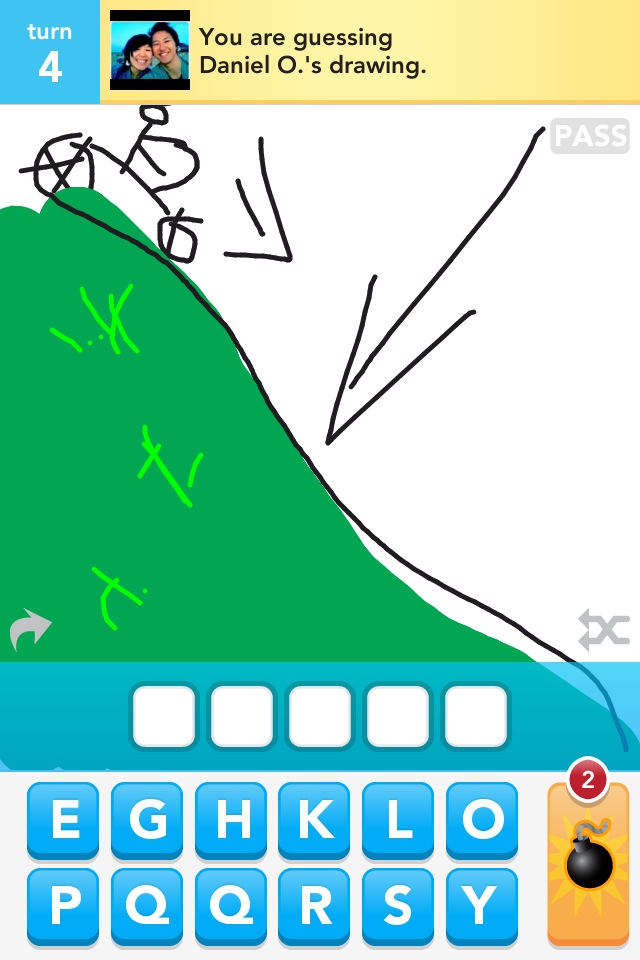 turn
4
You are guessing
Daniel O.'s drawing.
PASS
2
E G H K L O
P Q Q R S Y